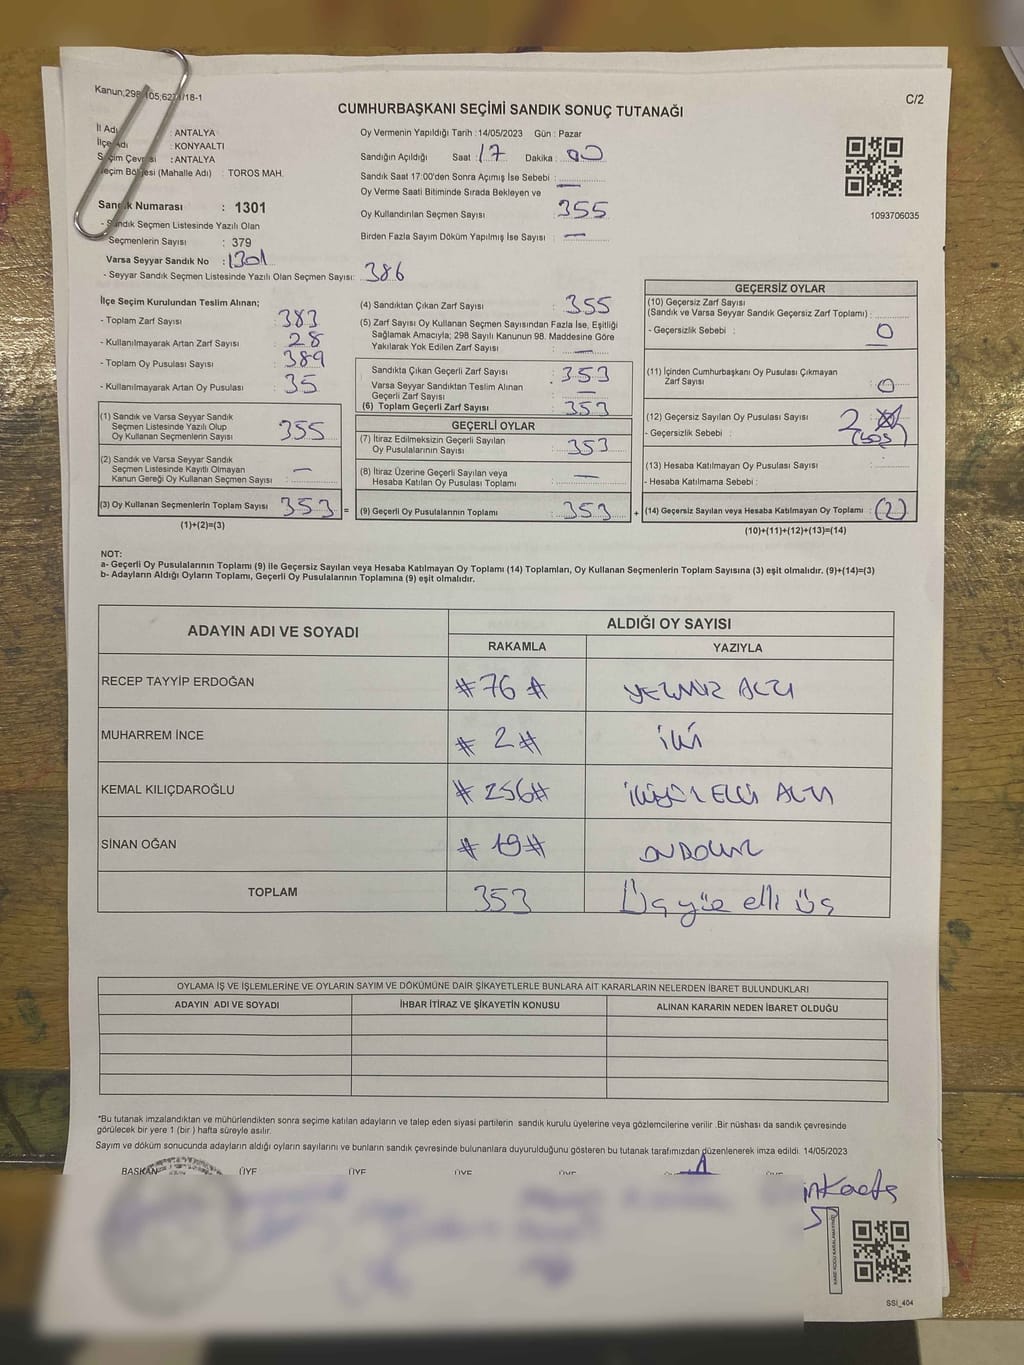 Kanun;298 105;627 /18-1
C/2
CUMHURBAŞKANI SEÇİMİ SANDIK SONUÇ TUTANAĞI
İl Adı : ANTALYA
İlçe Adı : KONYAALTI
Seçim Çevresi : ANTALYA
Seçim Bölgesi (Mahalle Adı) : TOROS MAH.
Sandık Numarası : 1301
- Sandık Seçmen Listesinde Yazılı Olan
Seçmenlerin Sayısı : 379
Varsa Seyyar Sandık No : 1301
- Seyyar Sandık Seçmen Listesinde Yazılı Olan Seçmen Sayısı: 386
Oy Vermenin Yapıldığı Tarih : 14/05/2023 Gün : Pazar
Sandığın Açıldığı Saat : 17 Dakika : 00
Sandık Saat 17:00'den Sonra Açımış İse Sebebi : —
Oy Verme Saati Bitiminde Sırada Bekleyen ve
Oy Kullandırılan Seçmen Sayısı 355
Birden Fazla Sayım Döküm Yapılmış İse Sayısı : —
1093706035
İlçe Seçim Kurulundan Teslim Alınan;
- Toplam Zarf Sayısı : 383
- Kullanılmayarak Artan Zarf Sayısı : 28
- Toplam Oy Pusulası Sayısı : 389
- Kullanılmayarak Artan Oy Pusulası : 35
(1) Sandık ve Varsa Seyyar Sandık
Seçmen Listesinde Yazılı Olup
Oy Kullanan Seçmenlerin Sayısı : 355
(2) Sandık ve Varsa Seyyar Sandık
Seçmen Listesinde Kayıtlı Olmayan
Kanun Gereği Oy Kullanan Seçmen Sayısı : —
(3) Oy Kullanan Seçmenlerin Toplam Sayısı : 353 =
(1)+(2)=(3)
(4) Sandıktan Çıkan Zarf Sayısı : 355
(5) Zarf Sayısı Oy Kullanan Seçmen Sayısından Fazla İse, Eşitliği
Sağlamak Amacıyla; 298 Sayılı Kanunun 98. Maddesine Göre
Yakılarak Yok Edilen Zarf Sayısı : —
Sandıkta Çıkan Geçerli Zarf Sayısı : 353
Varsa Seyyar Sandıktan Teslim Alınan
Geçerli Zarf Sayısı : —
(6) Toplam Geçerli Zarf Sayısı : 353
GEÇERLİ OYLAR
(7) İtiraz Edilmeksizin Geçerli Sayılan
Oy Pusulalarının Sayısı : 353
(8) İtiraz Üzerine Geçerli Sayılan veya
Hesaba Katılan Oy Pusulası Toplamı : —
(9) Geçerli Oy Pusulalarının Toplamı : 353 +
GEÇERSİZ OYLAR
(10) Geçersiz Zarf Sayısı
(Sandık ve Varsa Seyyar Sandık Geçersiz Zarf Toplamı) :
- Geçersizlik Sebebi : 0
(11) İçinden Cumhurbaşkanı Oy Pusulası Çıkmayan
Zarf Sayısı : 0
(12) Geçersiz Sayılan Oy Pusulası Sayısı : 2
- Geçersizlik Sebebi : (boş)
(13) Hesaba Katılmayan Oy Pusulası Sayısı :
- Hesaba Katılmama Sebebi :
(14) Geçersiz Sayılan veya Hesaba Katılmayan Oy Toplamı : (2)
(10)+(11)+(12)+(13)=(14)
NOT:
a- Geçerli Oy Pusulalarının Toplamı (9) ile Geçersiz Sayılan veya Hesaba Katılmayan Oy Toplamı (14) Toplamları, Oy Kullanan Seçmenlerin Toplam Sayısına (3) eşit olmalıdır. (9)+(14)=(3)
b- Adayların Aldığı Oyların Toplamı, Geçerli Oy Pusulalarının Toplamına (9) eşit olmalıdır.
ADAYIN ADI VE SOYADI ALDIĞI OY SAYISI
RAKAMLA YAZIYLA
RECEP TAYYİP ERDOĞAN #76# YETMİŞ ALTI
MUHARREM İNCE #2# İKİ
KEMAL KILIÇDAROĞLU #256# İKİYÜZ ELLİ ALTI
SİNAN OĞAN #19# ONDOKUZ
TOPLAM 353 Üç yüz elli üç
OYLAMA İŞ VE İŞLEMLERİNE VE OYLARIN SAYIM VE DÖKÜMÜNE DAİR ŞİKAYETLERLE BUNLARA AİT KARARLARIN NELERDEN İBARET BULUNDUKLARI
ADAYIN ADI VE SOYADI İHBAR İTİRAZ VE ŞİKAYETİN KONUSU ALINAN KARARIN NEDEN İBARET OLDUĞU
*Bu tutanak imzalandıktan ve mühürlendikten sonra seçime katılan adayların ve talep eden siyasi partilerin sandık kurulu üyelerine veya gözlemcilerine verilir .Bir nüshası da sandık çevresinde
görülecek bir yere 1 (bir ) hafta süreyle asılır.
Sayım ve döküm sonucunda adayların aldığı oyların sayılarını ve bunların sandık çevresinde bulunanlara duyurulduğunu gösteren bu tutanak tarafımızdan düzenlenerek imza edildi. 14/05/2023
BAŞKAN ÜYE ÜYE ÜYE
SSİ_404